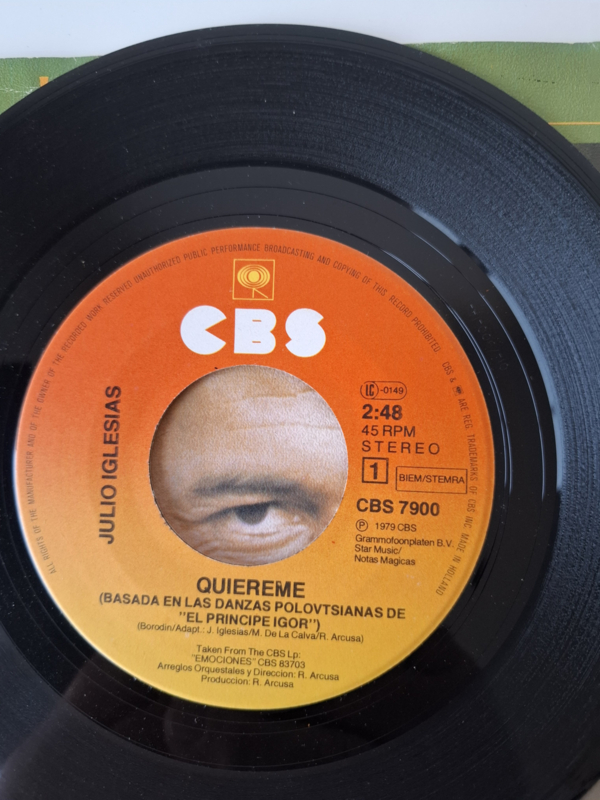 ALL RIGHTS OF THE MANUFACTURER AND OF THE OWNER OF THE RECORDED WORK RESERVED UNAUTHORIZED PUBLIC PERFORMANCE BROADCASTING AND COPYING OF THIS RECORD PROHIBITED
CBS & ARE REG. TRADEMARKS OF CBS INC. MADE IN HOLLAND
CBS
JULIO IGLESIAS
LC-0149
2:48
45 RPM
STEREO
1 BIEM/STEMRA
CBS 7900
℗ 1979 CBS
Grammofoonplaten B.V.
Star Music/
Notas Magicas
QUIEREME
(BASADA EN LAS DANZAS POLOVTSIANAS DE
"EL PRINCIPE IGOR")
(Borodin/Adapt.: J. Iglesias/M. De La Calva/R. Arcusa)
Taken From The CBS Lp:
"EMOCIONES" CBS 83703
Arreglos Orquestales y Direccion: R. Arcusa
Produccion: R. Arcusa